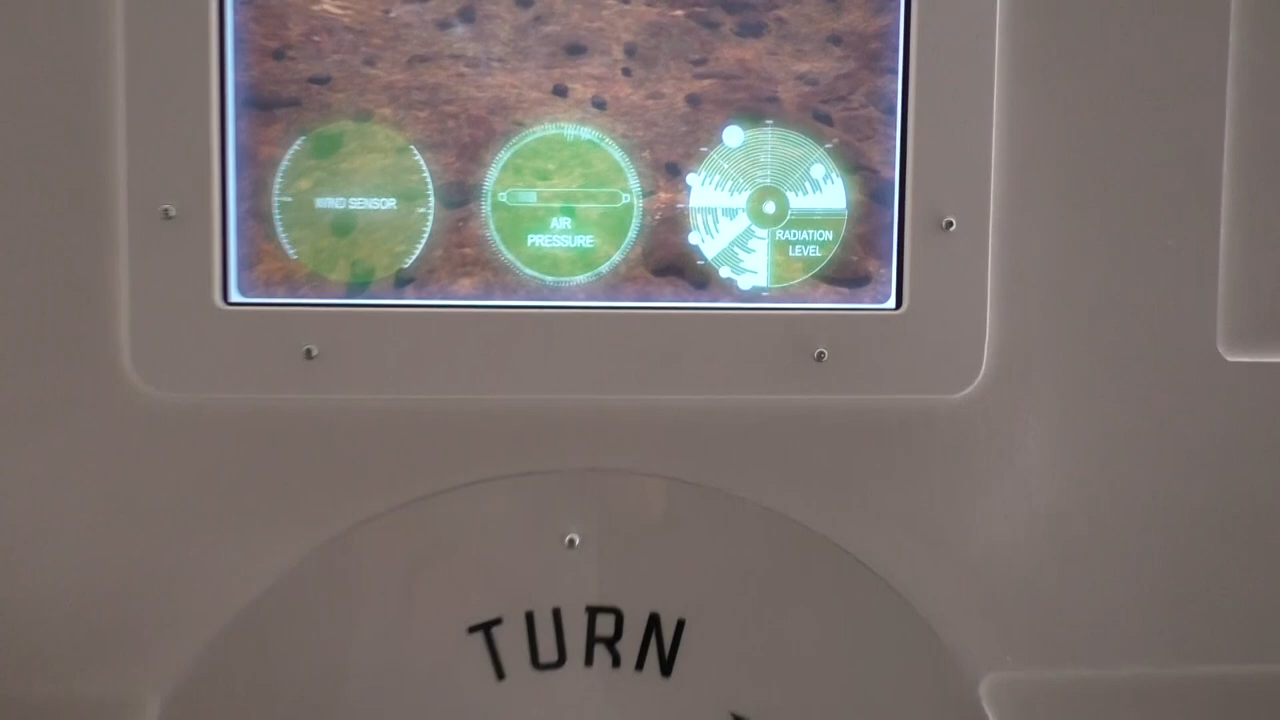 WIND SENSOR
AIR
PRESSURE
RADIATION
LEVEL
TURN